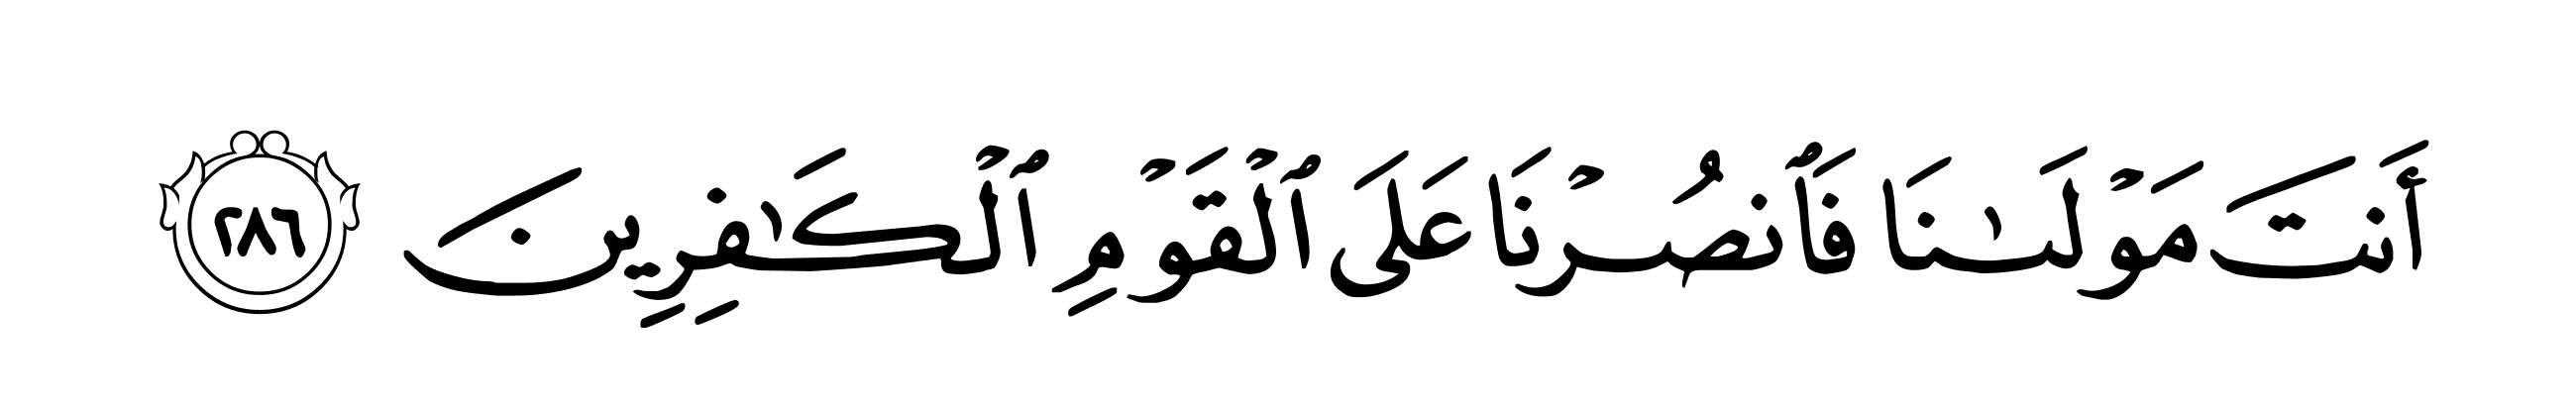 أَنتَ مَوْلَىٰنَا فَٱنصُرْنَا عَلَى ٱلْقَوْمِ ٱلْكَـٰفِرِينَ ٢٨٦